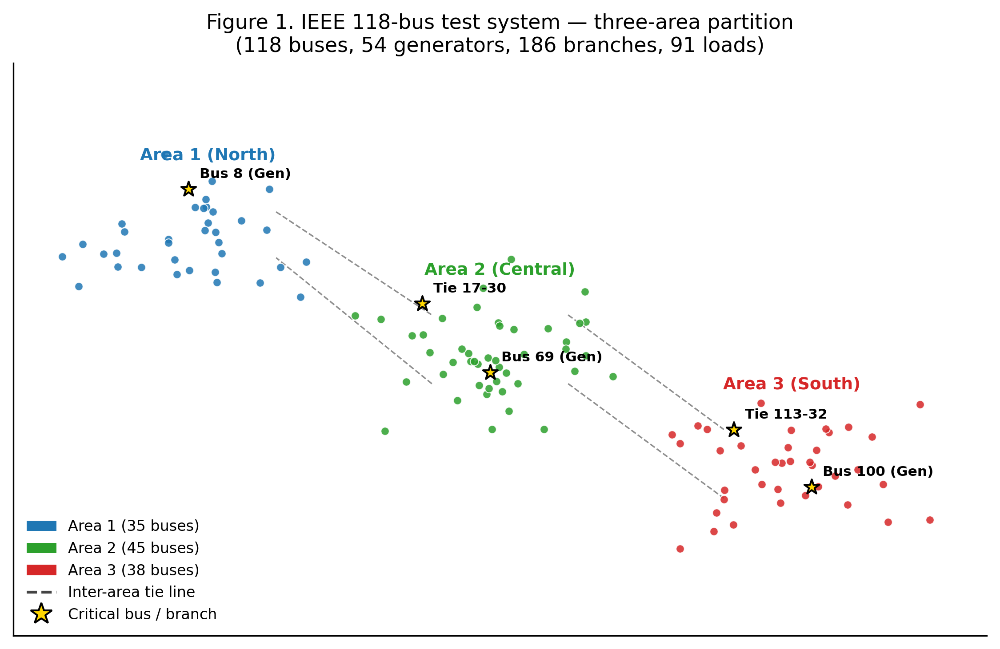 Figure 1. IEEE 118-bus test system — three-area partition
(118 buses, 54 generators, 186 branches, 91 loads)
Area 1 (North)
Bus 8 (Gen)
Area 2 (Central)
Tie 17-30
Bus 69 (Gen)
Area 3 (South)
Tie 113-32
Bus 100 (Gen)
Area 1 (35 buses)
Area 2 (45 buses)
Area 3 (38 buses)
Inter-area tie line
Critical bus / branch